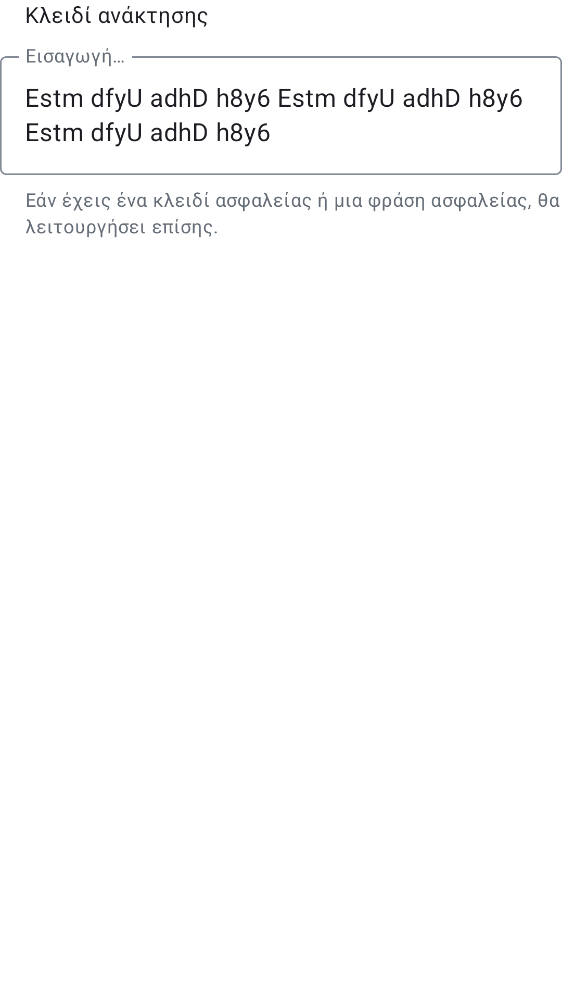 Κλειδί ανάκτησης
Εισαγωγή…
Estm dfyU adhD h8y6 Estm dfyU adhD h8y6
Estm dfyU adhD h8y6
Εάν έχεις ένα κλειδί ασφαλείας ή μια φράση ασφαλείας, θα
λειτουργήσει επίσης.